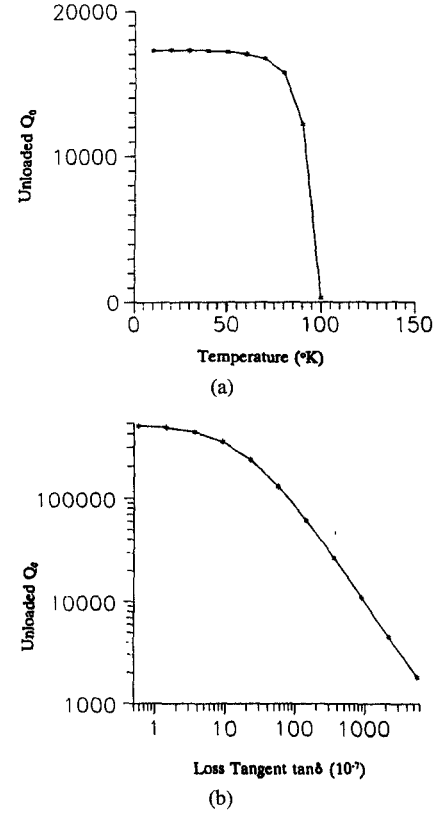 20000
10000
0
Unloaded Q₀
0 50 100 150
Temperature (°K)
(a)
100000
10000
1000
Unloaded Q₀
1 10 100 1000
Loss Tangent tanδ (10⁻⁷)
(b)